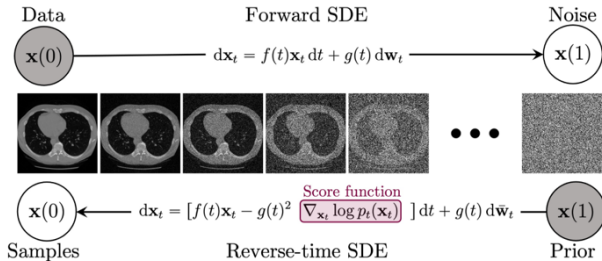 Data Forward SDE Noise
x(0) dx_t = f(t)x_t dt + g(t) dw_t x(1)
Score function
x(0) dx_t = [f(t)x_t − g(t)² ∇_{x_t} log p_t(x_t) ] dt + g(t) dw̄_t x(1)
Samples Reverse-time SDE Prior